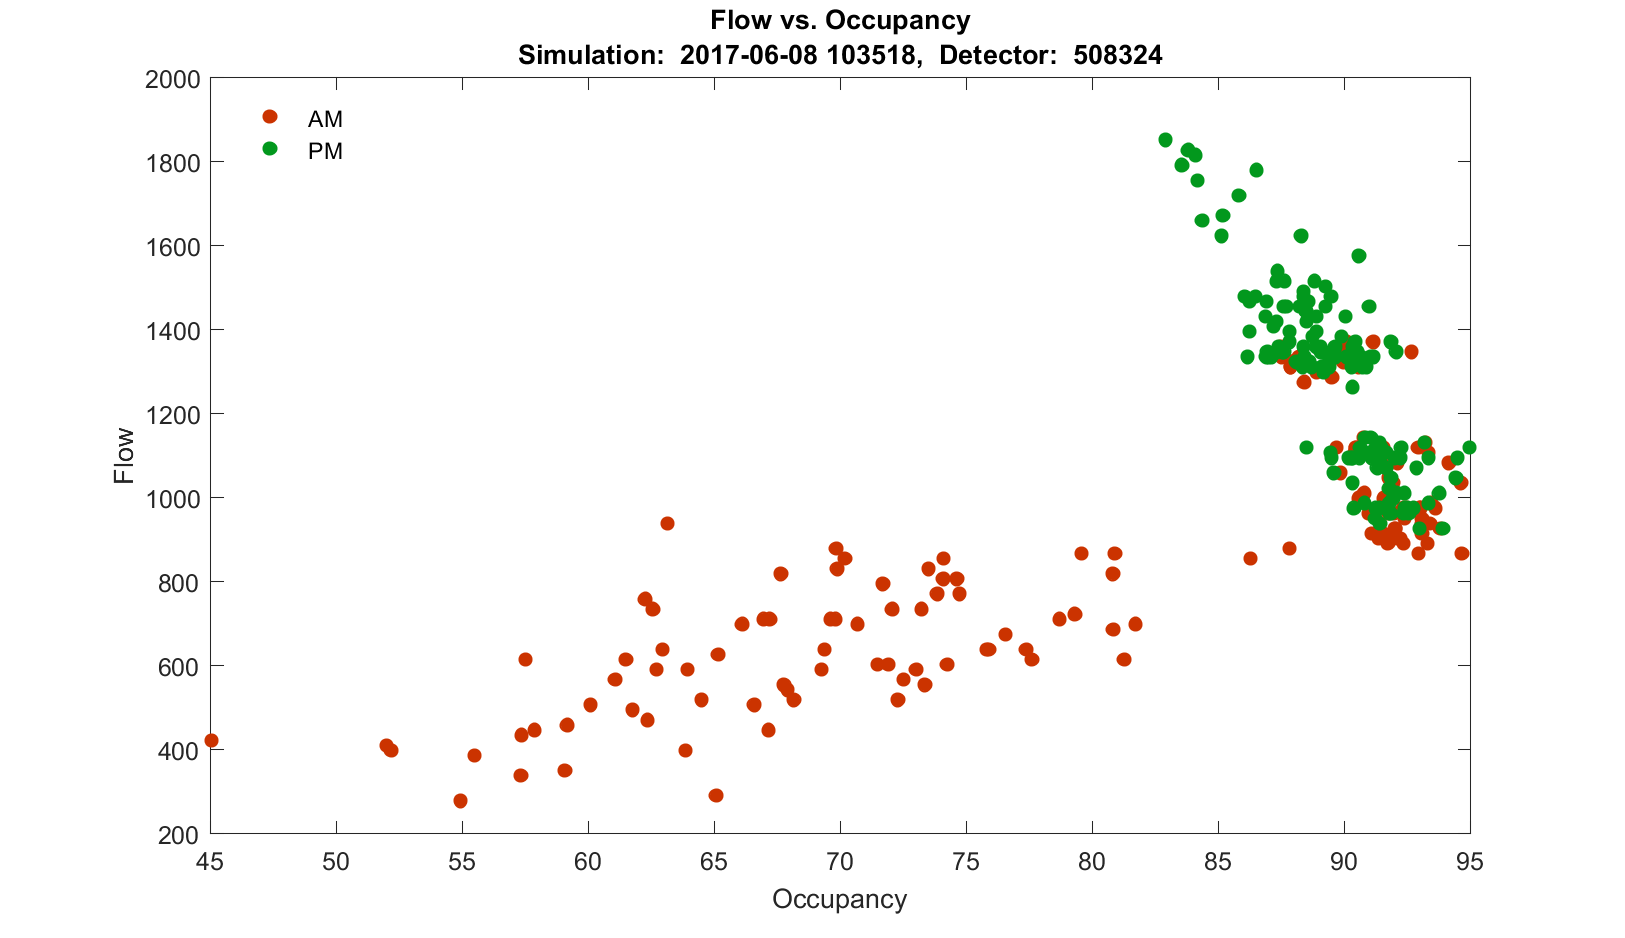 Flow vs. Occupancy
Simulation:  2017-06-08 103518,  Detector:  508324
AM
PM
2000
1800
1600
1400
1200
1000
800
600
400
200
Flow
45 50 55 60 65 70 75 80 85 90 95
Occupancy